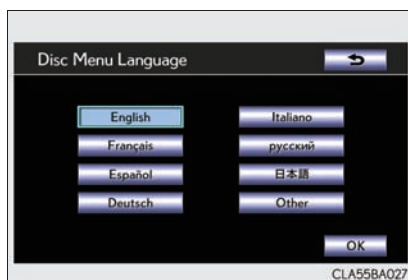 Disc Menu Language
English
Italiano
Français
русский
Español
日本語
Deutsch
Other
OK
CLA55BA027